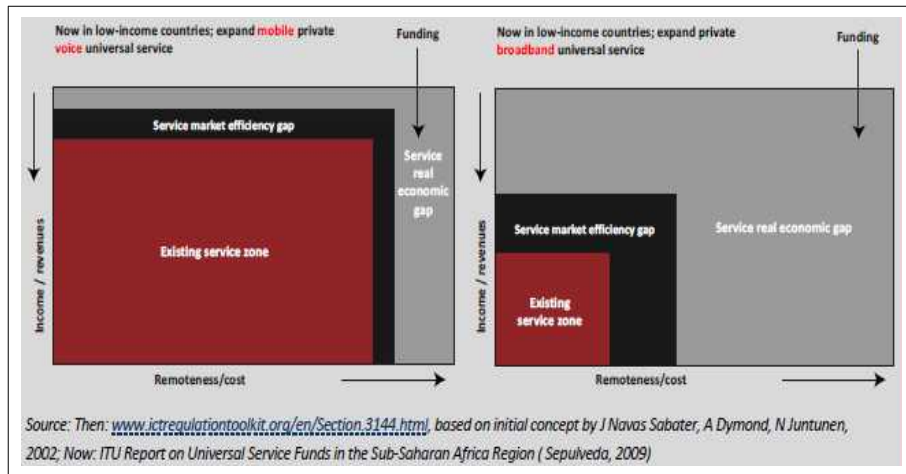 Now in low-income countries; expand mobile private
voice universal service
Funding
Service market efficiency gap
Service
real
economic
gap
Existing service zone
Income / revenues
Remoteness/cost
Now in low-income countries; expand private
broadband universal service
Funding
Service market efficiency gap
Service real economic gap
Existing
service zone
Income / revenues
Remoteness/cost
Source: Then: www.ictregulationtoolkit.org/en/Section.3144.html, based on initial concept by J Navas Sabater, A Dymond, N Juntunen,
2002; Now: ITU Report on Universal Service Funds in the Sub-Saharan Africa Region ( Sepulveda, 2009)